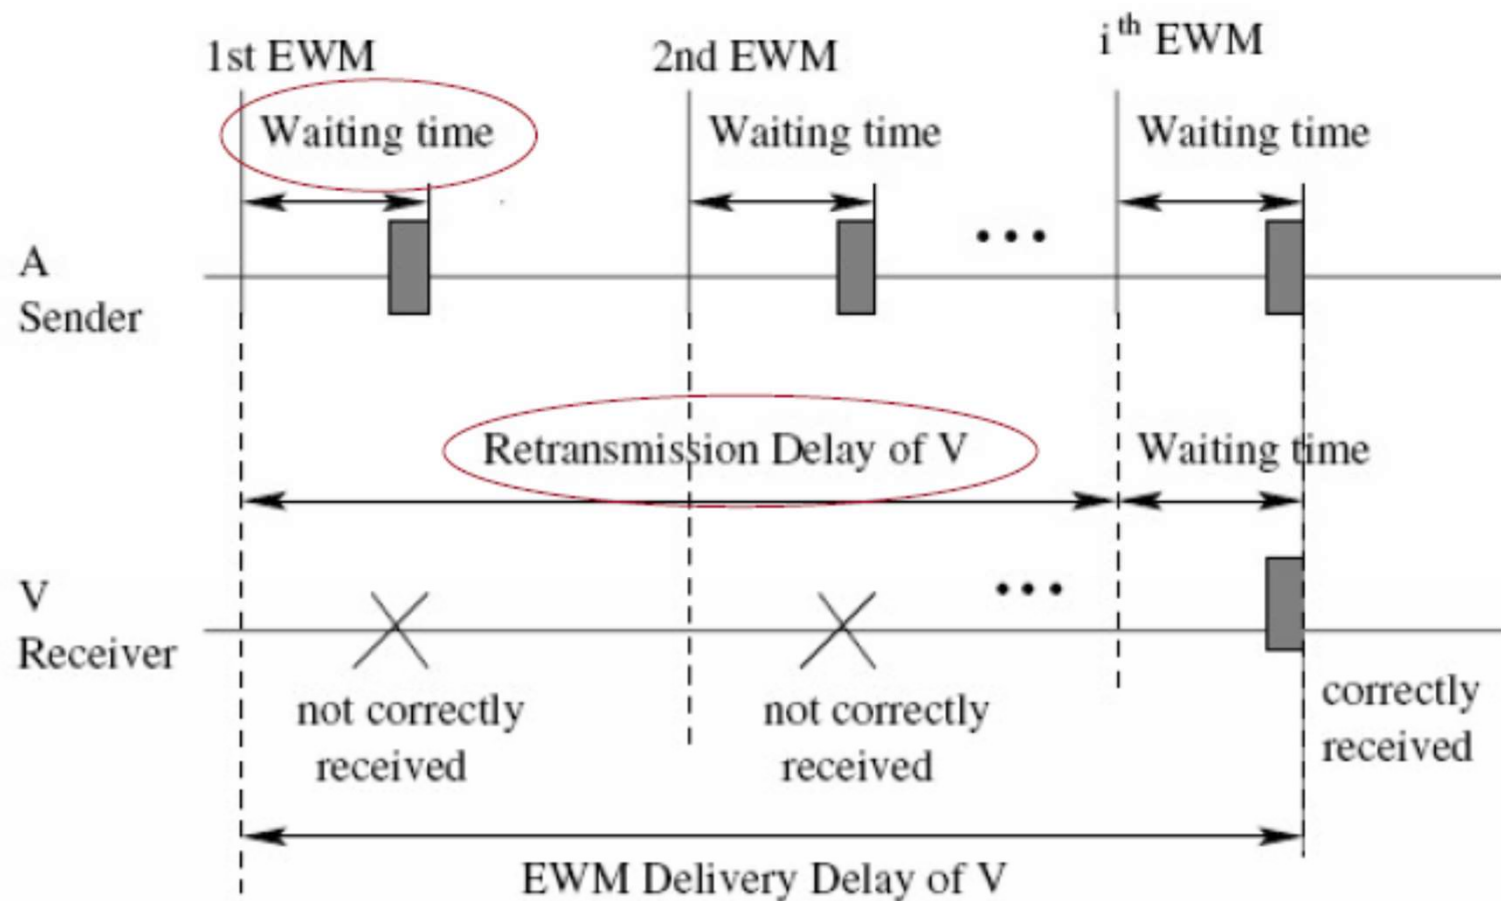 1st EWM
2nd EWM
i^th EWM
Waiting time
Waiting time
Waiting time
A
Sender
Retransmission Delay of V
Waiting time
V
Receiver
not correctly
received
not correctly
received
correctly
received
EWM Delivery Delay of V